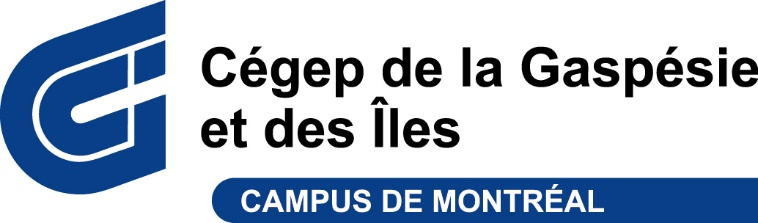 Cégep de la Gaspésie
et des Îles
CAMPUS DE MONTRÉAL